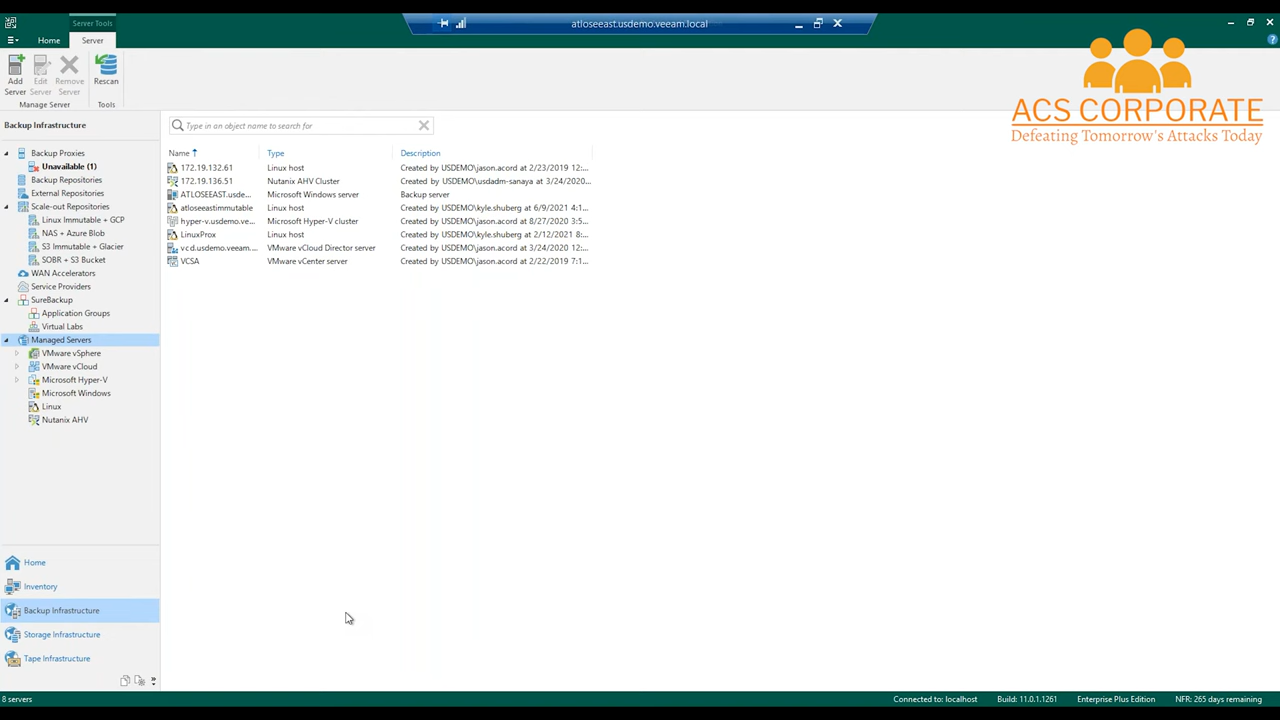 Server Tools
atloseeast.usdemo.veeam.local
Home Server
Add Server
Edit Server
Remove Server
Rescan
Manage Server
Tools
ACS CORPORATE
Defeating Tomorrow's Attacks Today
Backup Infrastructure
Backup Proxies
Unavailable (1)
Backup Repositories
External Repositories
Scale-out Repositories
Linux Immutable + GCP
NAS + Azure Blob
S3 Immutable + Glacier
SOBR + S3 Bucket
WAN Accelerators
Service Providers
SureBackup
Application Groups
Virtual Labs
Managed Servers
VMware vSphere
VMware vCloud
Microsoft Hyper-V
Microsoft Windows
Linux
Nutanix AHV
Home
Inventory
Backup Infrastructure
Storage Infrastructure
Tape Infrastructure
Type in an object name to search for
Name Type Description
172.19.132.61 Linux host Created by USDEMO\jason.acord at 2/23/2019 12:...
172.19.136.51 Nutanix AHV Cluster Created by USDEMO\usdadm-sanaya at 3/24/2020...
ATLOSEEAST.usde... Microsoft Windows server Backup server
atloseeastimmutable Linux host Created by USDEMO\kyle.shuberg at 6/9/2021 4:1...
hyper-v.usdemo.ve... Microsoft Hyper-V cluster Created by USDEMO\jason.acord at 8/27/2020 3:5...
LinuxProx Linux host Created by USDEMO\kyle.shuberg at 2/12/2021 8:...
vcd.usdemo.veeam.... VMware vCloud Director server Created by USDEMO\jason.acord at 3/24/2020 12:...
VCSA VMware vCenter server Created by USDEMO\jason.acord at 2/22/2019 7:1...
8 servers
Connected to: localhost Build: 11.0.1.1261 Enterprise Plus Edition NFR: 265 days remaining